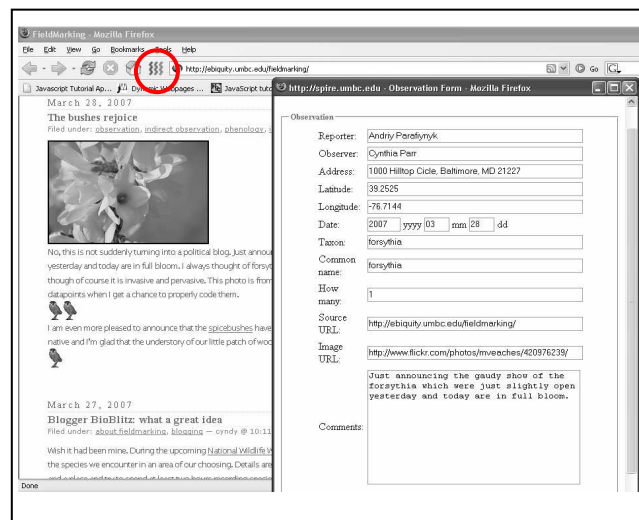 FieldMarking - Mozilla Firefox
File Edit View Go Bookmarks Tools Help
http://ebiquity.umbc.edu/fieldmarking/
Go
Javascript Tutorial Ap... Dynamic Webpages ... JavaScript tuto
March 28, 2007
The bushes rejoice
Filed under: observation, indirect observation, phenology,
No, this is not suddenly turning into a political blog. Just announ
yesterday and today are in full bloom. I always thought of forsyt
though of course it is invasive and pervasive. This photo is from
datapoints when I get a chance to properly code them.
I am even more pleased to announce that the spicebushes have
native and I'm glad that the understory of our little patch of woo
March 27, 2007
Blogger BioBlitz: what a great idea
Filed under: about fieldmarking, blogging — cyndy @ 10:11
Wish it had been mine. During the upcoming National Wildlife W
the species we encounter in an area of our choosing. Details are
Done
http://spire.umbc.edu - Observation Form - Mozilla Firefox
Observation
Reporter: Andriy Parafiynyk
Observer: Cynthia Parr
Address: 1000 Hilltop Cicle, Baltimore, MD 21227
Latitude: 39.2525
Longitude: -76.7144
Date: 2007 yyyy 03 mm 28 dd
Taxon: forsythia
Common
name: forsythia
How
many: 1
Source
URL: http://ebiquity.umbc.edu/fieldmarking/
Image
URL: http://www.flickr.com/photos/mveaches/420976239/
Comments: Just announcing the gaudy show of the
forsythia which were just slightly open
yesterday and today are in full bloom.